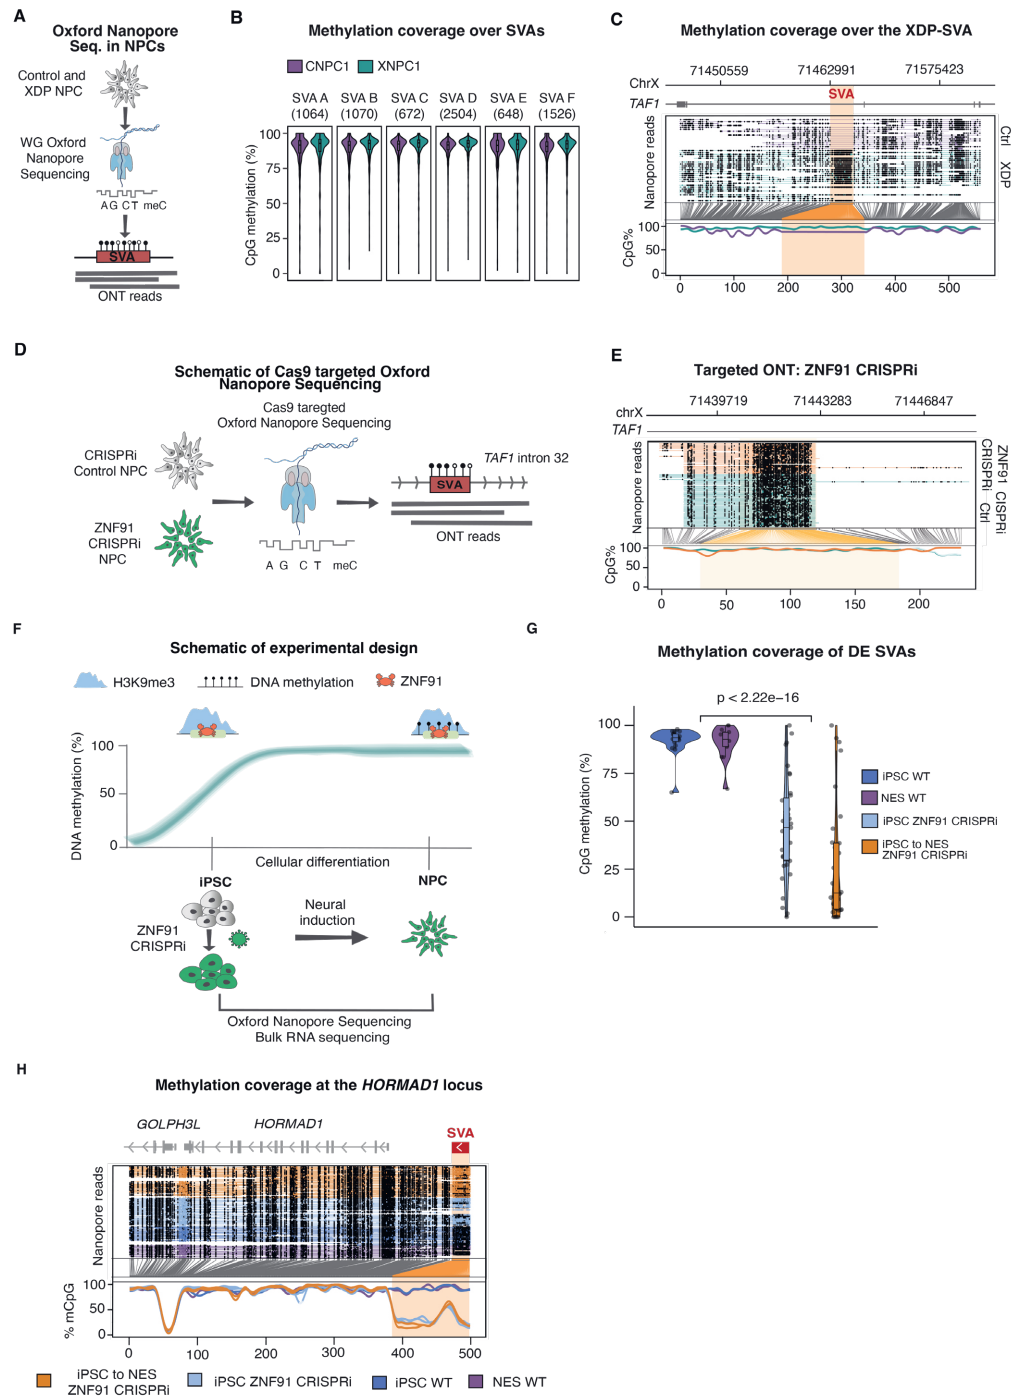 A
Oxford Nanopore
Seq. in NPCs
Control and
XDP NPC
WG Oxford
Nanopore
Sequencing
A G C T meC
SVA
ONT reads
B
Methylation coverage over SVAs
CNPC1
XNPC1
SVA A SVA B SVA C SVA D SVA E SVA F
(1064) (1070) (672) (2504) (648) (1526)
CpG methylation (%)
100
75
50
25
0
C
Methylation coverage over the XDP-SVA
71450559 71462991 71575423
ChrX
SVA
TAF1
Nanopore reads
Ctrl
XDP
CpG%
100
50
0
0 100 200 300 400 500
D
Schematic of Cas9 targeted Oxford
Nanopore Sequencing
Cas9 taregted
Oxford Nanopore Sequencing
CRISPRi
Control NPC
ZNF91
CRISPRi
NPC
A G C T meC
TAF1 intron 32
SVA
ONT reads
E
Targeted ONT: ZNF91 CRISPRi
71439719 71443283 71446847
chrX
TAF1
Nanopore reads
ZNF91 CISPRi
CRISPRi Ctrl
CpG%
100
50
0
0 50 100 150 200
F
Schematic of experimental design
H3K9me3
DNA methylation
ZNF91
DNA methylation (%)
100
50
0
Cellular differentiation
iPSC
NPC
ZNF91
CRISPRi
Neural
induction
Oxford Nanopore Sequencing
Bulk RNA sequencing
G
Methylation coverage of DE SVAs
p < 2.22e−16
CpG methylation (%)
100
75
50
25
0
iPSC WT
NES WT
iPSC ZNF91 CRISPRi
iPSC to NES
ZNF91 CRISPRi
H
Methylation coverage at the HORMAD1 locus
GOLPH3L HORMAD1
SVA
Nanopore reads
% mCpG
100
50
0
0 100 200 300 400 500
iPSC to NES
ZNF91 CRISPRi
iPSC ZNF91 CRISPRi
iPSC WT
NES WT